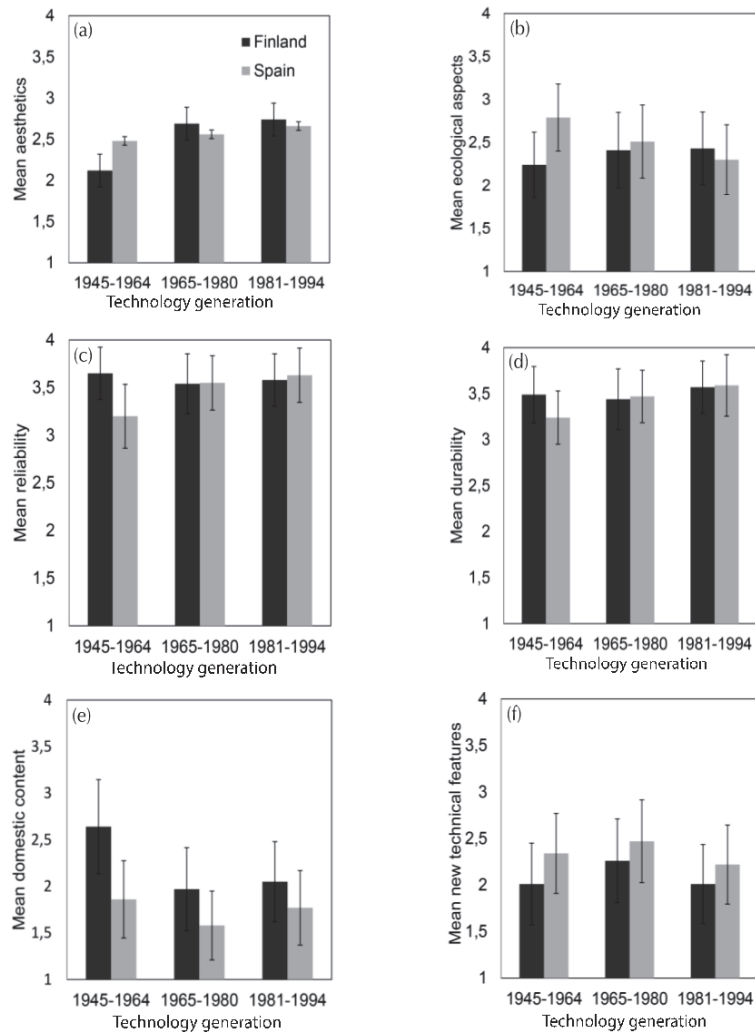 (a)
Finland
Spain
4
3,5
3
2,5
2
1,5
1
Mean aesthetics
1945-1964 1965-1980 1981-1994
Technology generation
(b)
4
3,5
3
2,5
2
1,5
1
Mean ecological aspects
1945-1964 1965-1980 1981-1994
Technology generation
(c)
4
3,5
3
2,5
2
1,5
1
Mean reliability
1945-1964 1965-1980 1981-1994
Technology generation
(d)
4
3,5
3
2,5
2
1,5
1
Mean durability
1945-1964 1965-1980 1981-1994
Technology generation
(e)
4
3,5
3
2,5
2
1,5
1
Mean domestic content
1945-1964 1965-1980 1981-1994
Technology generation
(f)
4
3,5
3
2,5
2
1,5
1
Mean new technical features
1945-1964 1965-1980 1981-1994
Technology generation